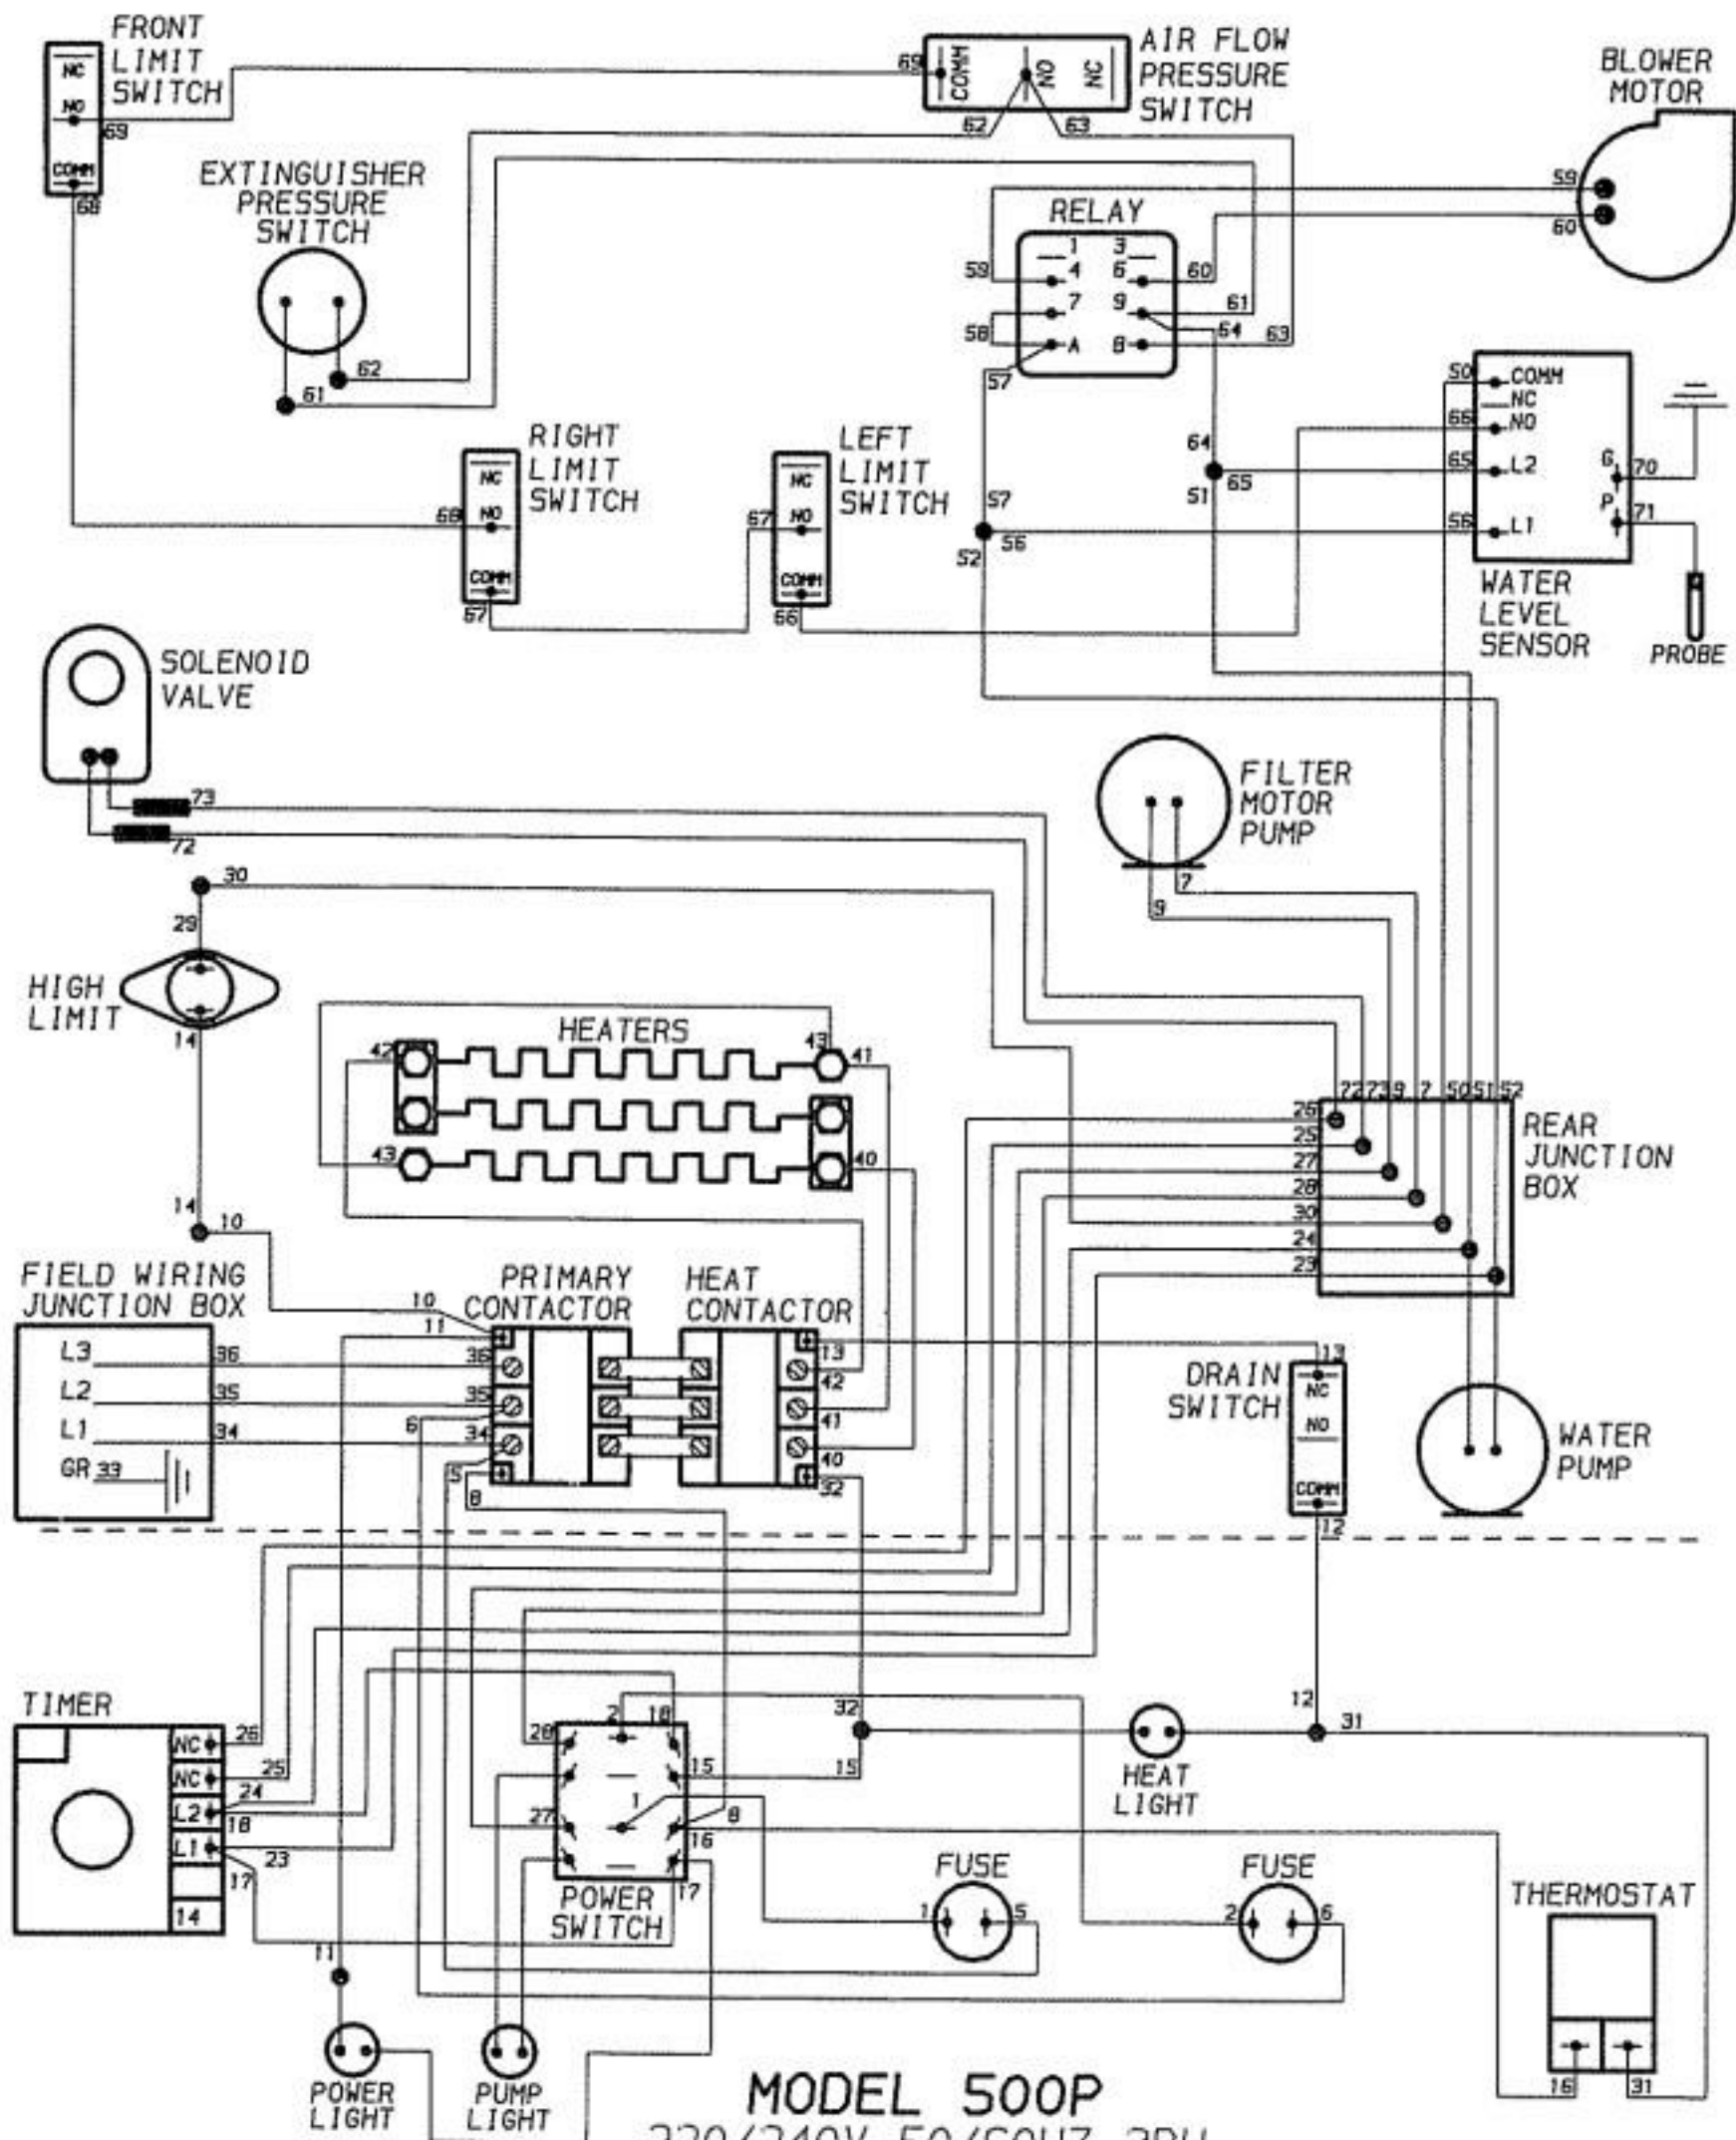 FRONT
LIMIT
SWITCH
NC
NO
COMM
69
68
AIR FLOW
PRESSURE
SWITCH
69
COMM
NO
NC
62
63
BLOWER
MOTOR
59
60
EXTINGUISHER
PRESSURE
SWITCH
62
61
RELAY
1 3
4 6
7 9
A B
59
58
57
60
61
64
63
RIGHT
LIMIT
SWITCH
NC
NO
COMM
68
67
LEFT
LIMIT
SWITCH
NC
NO
COMM
67
66
64
65
51
57
56
52
50
66
65
56
COMM
NC
NO
L2
L1
G
P
70
71
WATER
LEVEL
SENSOR
PROBE
SOLENOID
VALVE
73
72
FILTER
MOTOR
PUMP
7
9
30
29
HIGH
LIMIT
14
14
10
HEATERS
42
43
43
41
40
72 73 9 7 50 51 52
26
25
27
28
30
24
23
REAR
JUNCTION
BOX
FIELD WIRING
JUNCTION BOX
L3
L2
L1
GR 33
36
35
34
PRIMARY
CONTACTOR
HEAT
CONTACTOR
10
11
36
35
6
34
5
8
13
42
41
40
32
DRAIN
SWITCH
13
NC
NO
COMM
12
WATER
PUMP
TIMER
NC
NC
L2
L1
14
26
25
24
18
23
17
2
18
28
15
1
27
8
16
17
POWER
SWITCH
32
15
HEAT
LIGHT
12
31
FUSE
1
5
FUSE
2
6
THERMOSTAT
16
31
11
POWER
LIGHT
PUMP
LIGHT
MODEL 500P